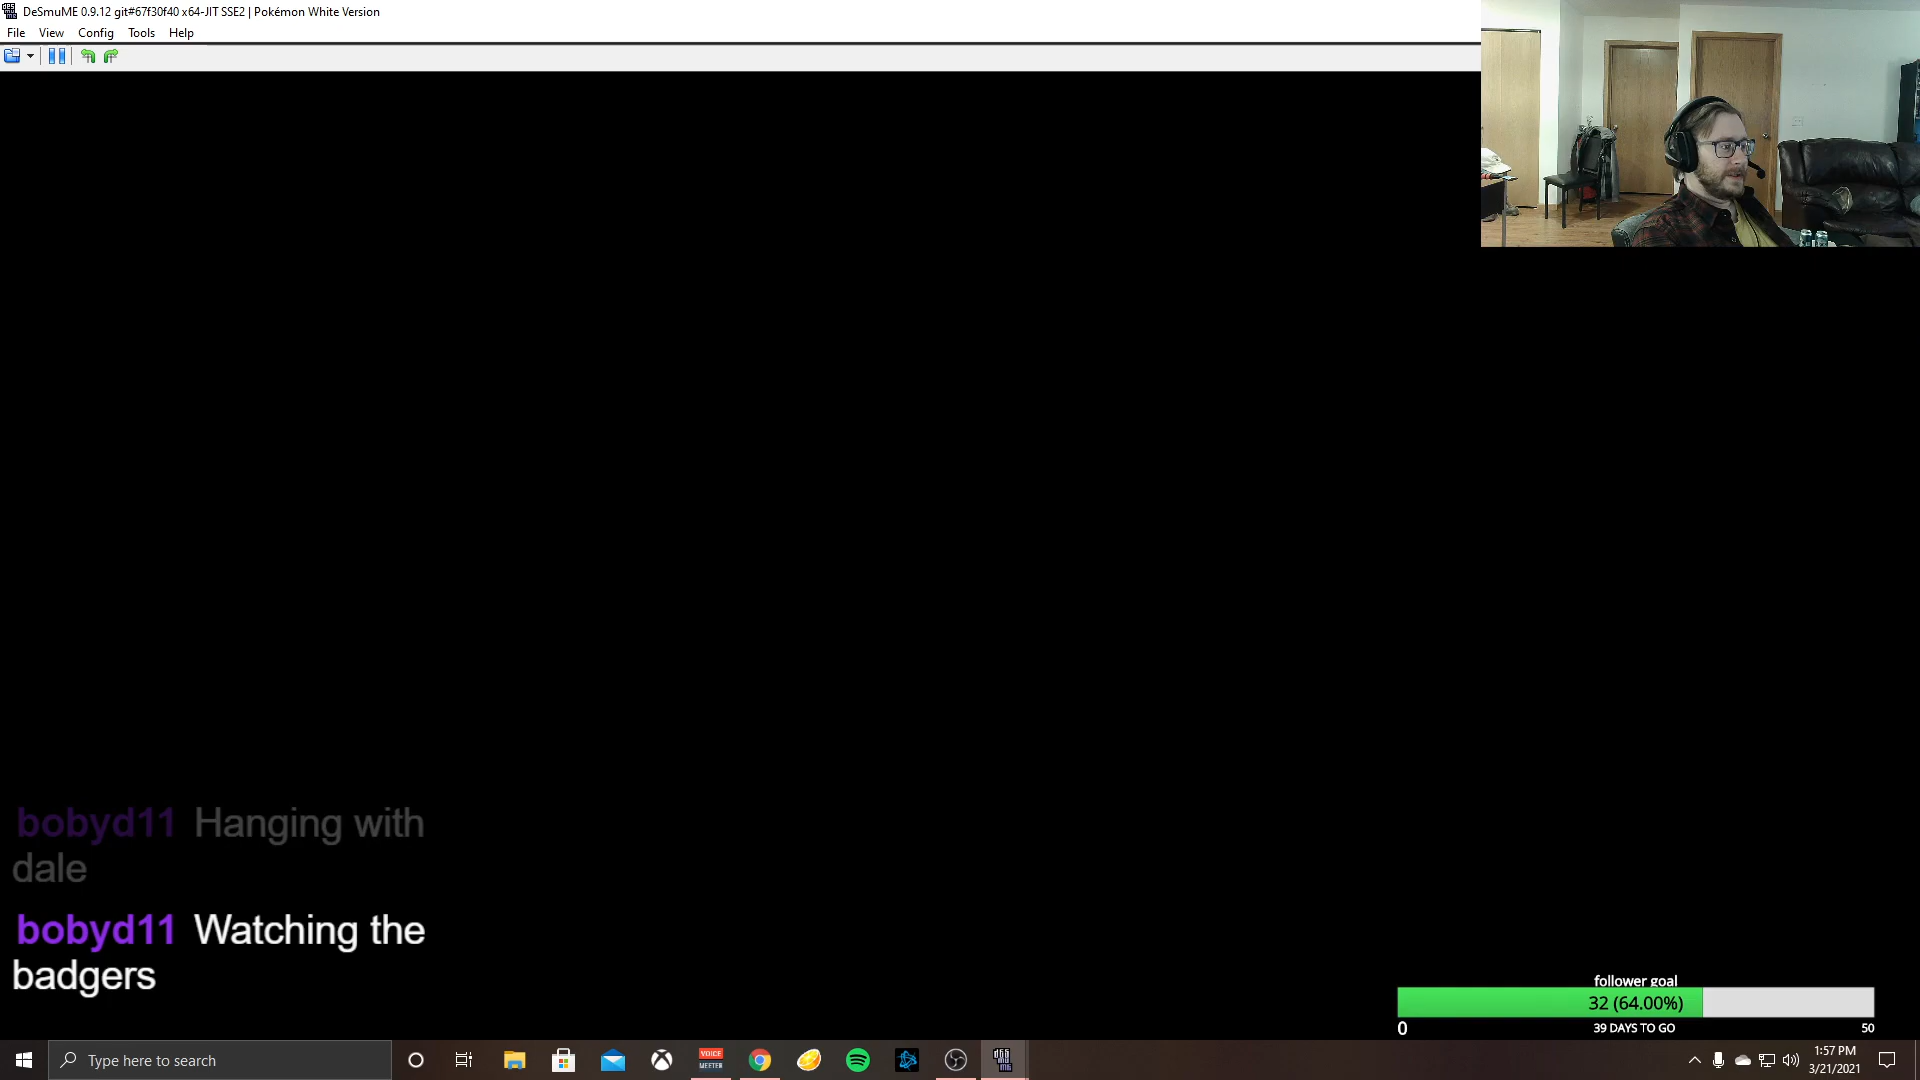 DeSmuME 0.9.12 git#67f30f40 x64-JIT SSE2 | Pokémon White Version
File View Config Tools Help
bobyd11 Hanging with
dale
bobyd11 Watching the
badgers
follower goal
32 (64.00%)
0 39 DAYS TO GO 50
Type here to search
VOICE
MEETER
1:57 PM
3/21/2021